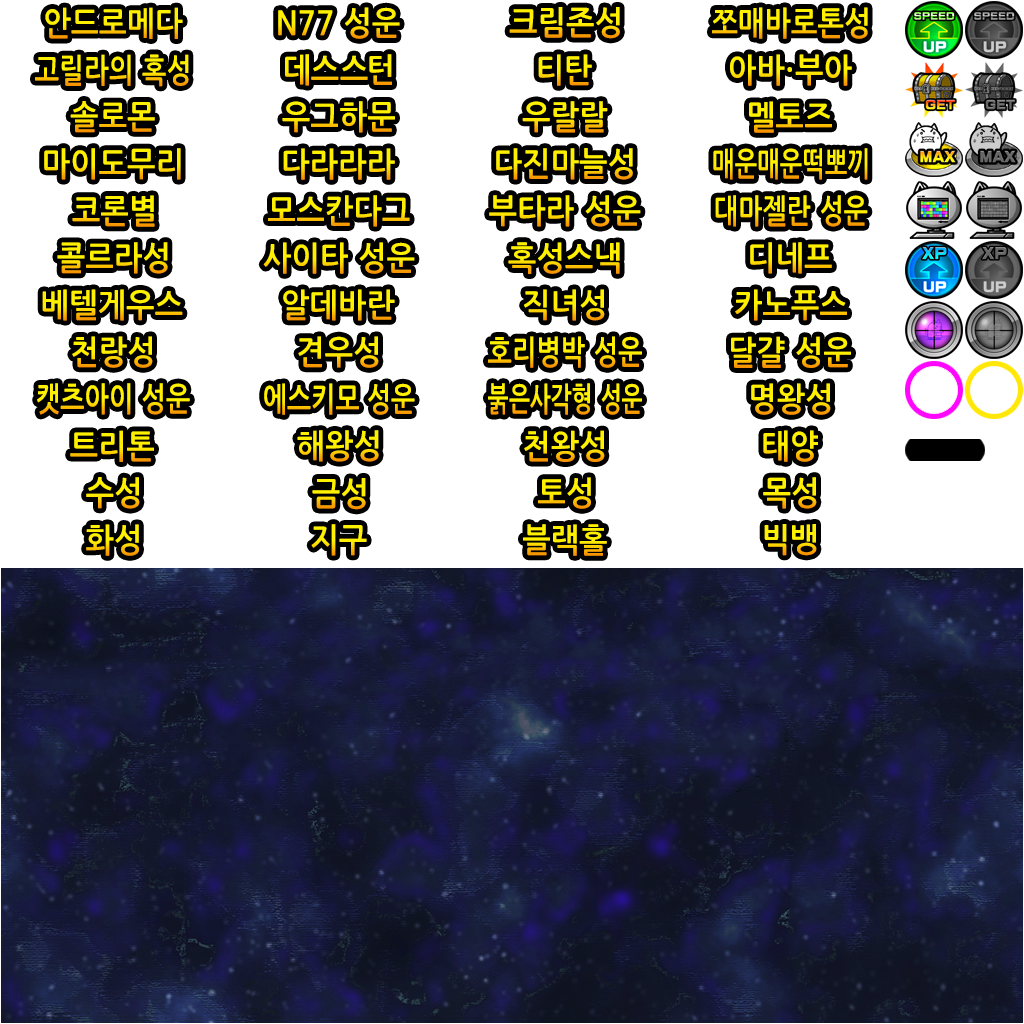 안드로메다 N77 성운 크림존성 쪼매바로톤성 SPEED UP SPEED UP
고릴라의 혹성 데스스턴 티탄 아바·부아 GET GET
솔로몬 우그하문 우랄랄 멜토즈
마이도무리 다라라라 다진마늘성 매운매운떡뽀끼 MAX MAX
코론별 모스칸다그 부타라 성운 대마젤란 성운
콜르라성 사이타 성운 혹성스낵 디네프 XP UP XP UP
베텔게우스 알데바란 직녀성 카노푸스
천랑성 견우성 호리병박 성운 달걀 성운
캣츠아이 성운 에스키모 성운 붉은사각형 성운 명왕성
트리톤 해왕성 천왕성 태양
수성 금성 토성 목성
화성 지구 블랙홀 빅뱅